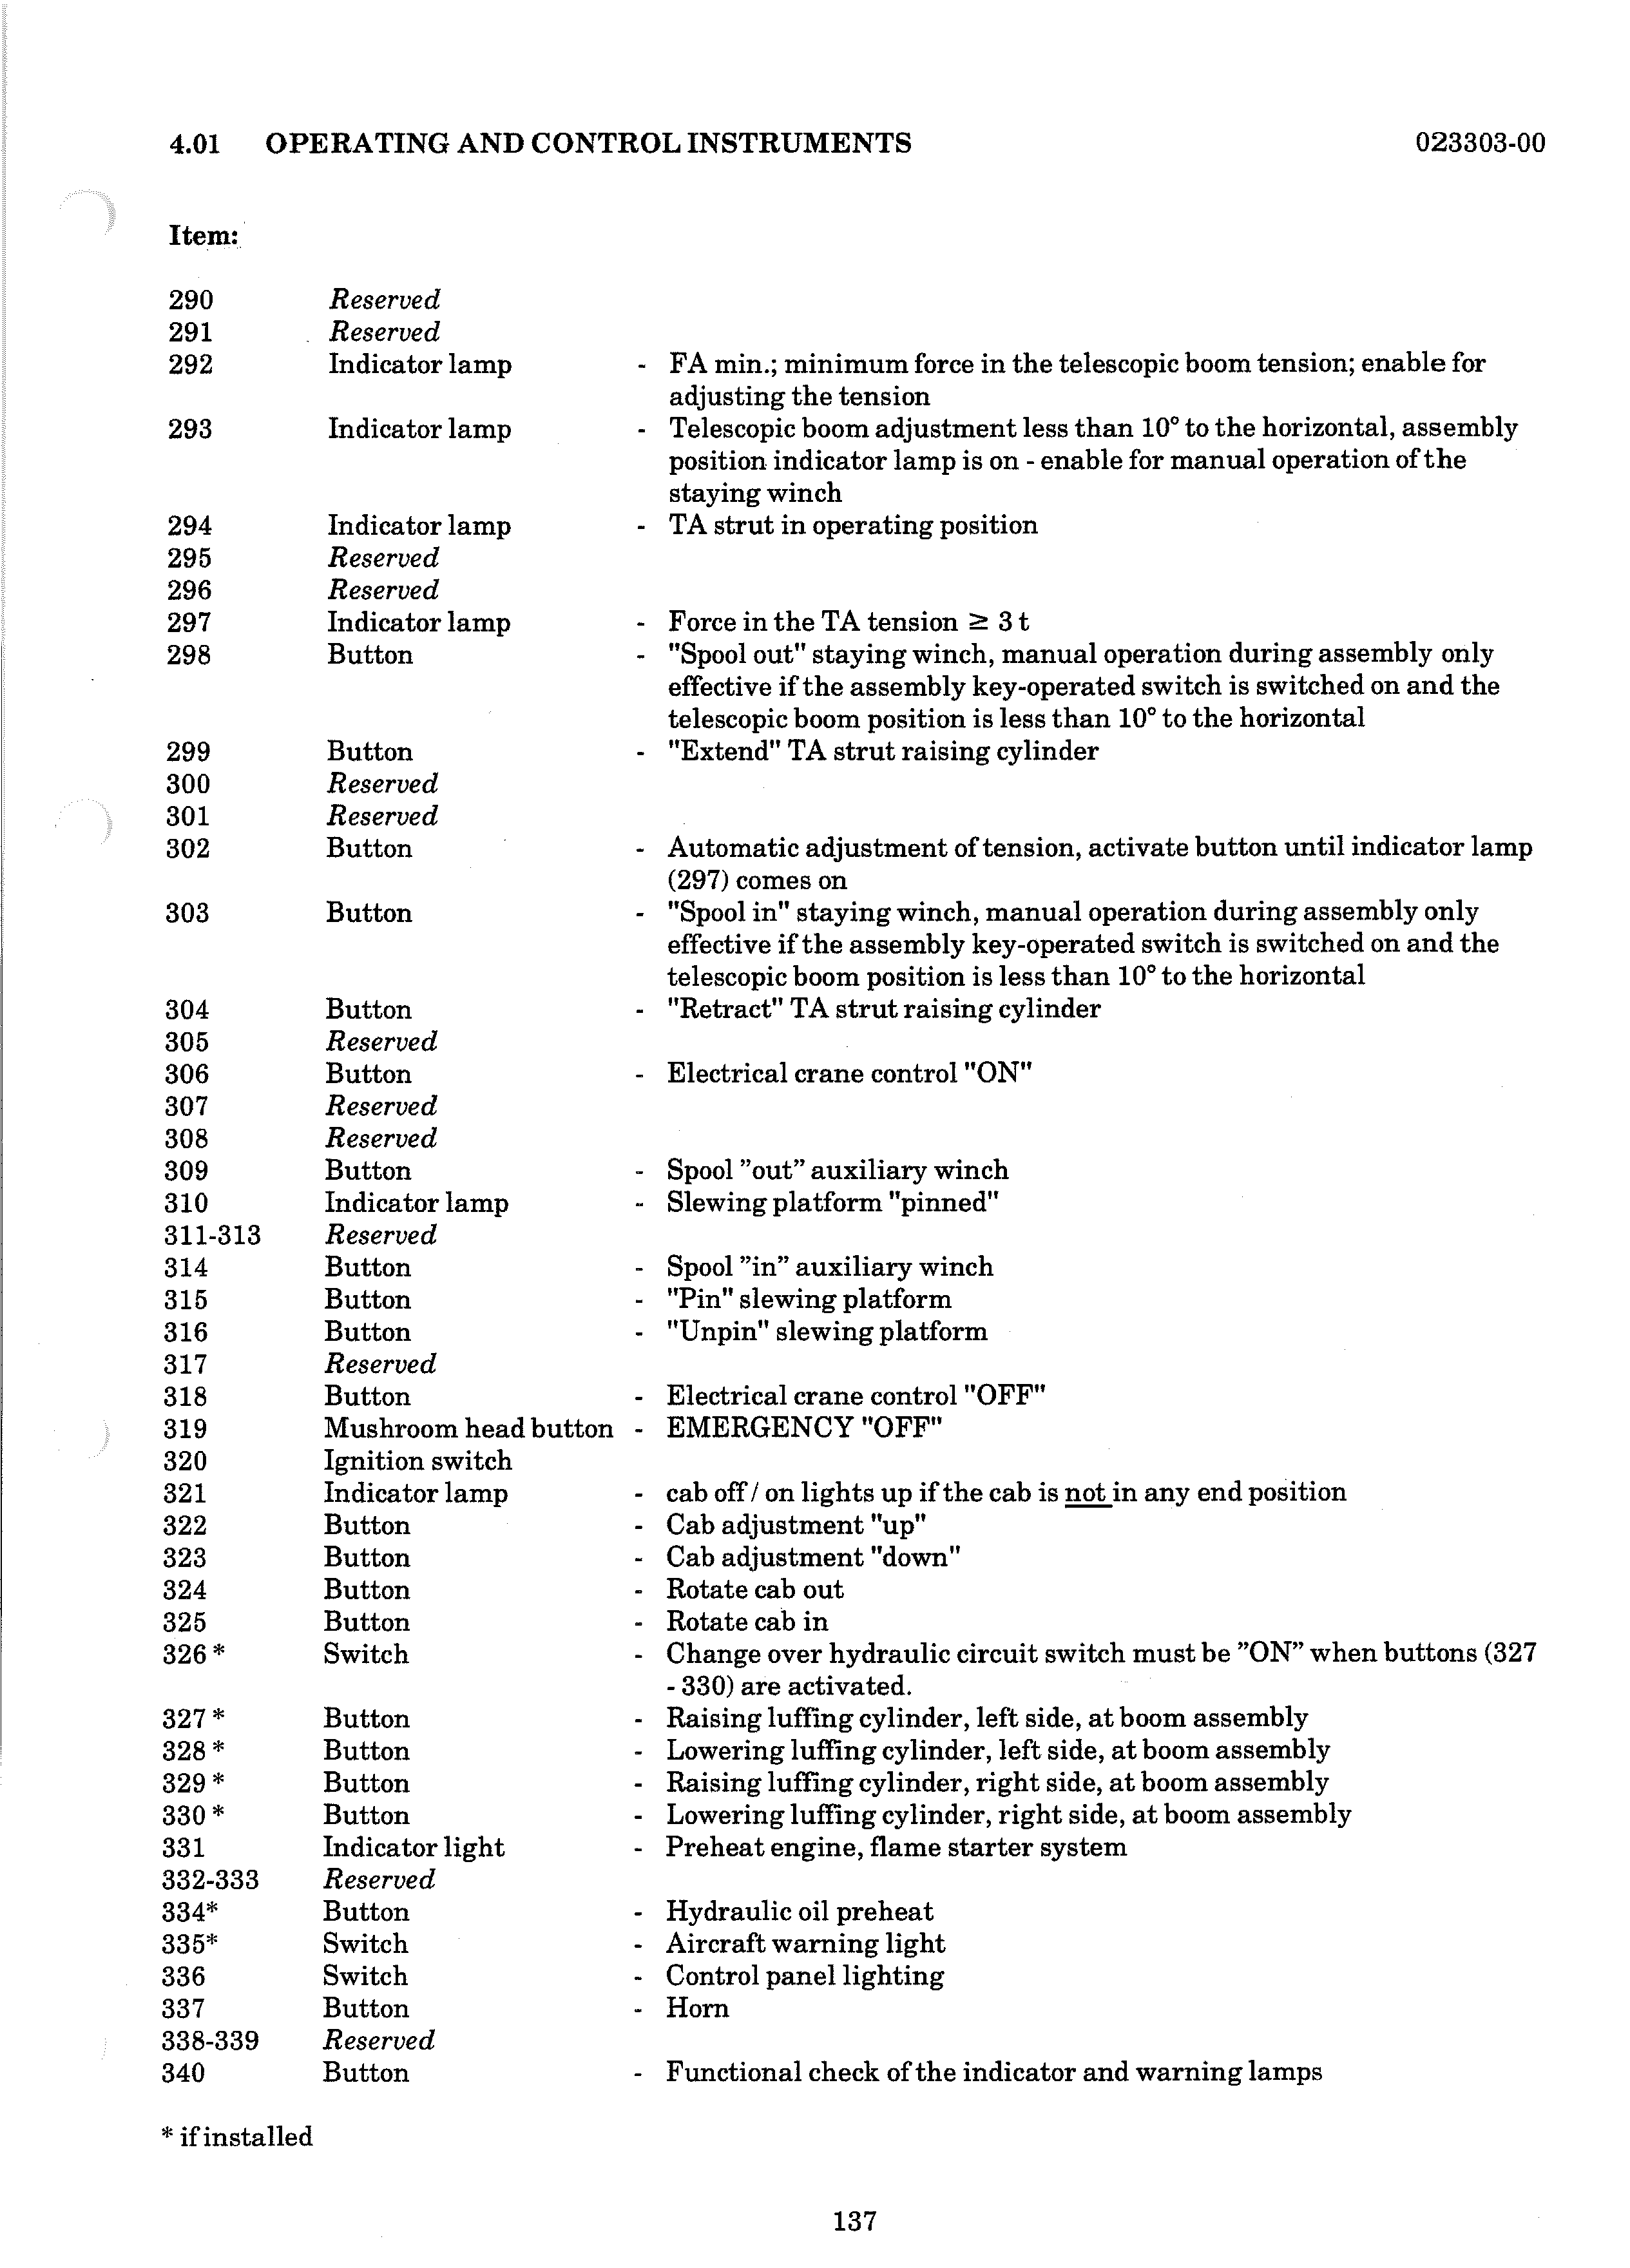 4.01 OPERATING AND CONTROL INSTRUMENTS 023303-00
Item:
290 Reserved
291 Reserved
292 Indicator lamp - FA min.; minimum force in the telescopic boom tension; enable for
adjusting the tension
293 Indicator lamp - Telescopic boom adjustment less than 10° to the horizontal, assembly
position indicator lamp is on - enable for manual operation of the
staying winch
294 Indicator lamp - TA strut in operating position
295 Reserved
296 Reserved
297 Indicator lamp - Force in the TA tension ≥ 3 t
298 Button - "Spool out" staying winch, manual operation during assembly only
effective if the assembly key-operated switch is switched on and the
telescopic boom position is less than 10° to the horizontal
299 Button - "Extend" TA strut raising cylinder
300 Reserved
301 Reserved
302 Button - Automatic adjustment of tension, activate button until indicator lamp
(297) comes on
303 Button - "Spool in" staying winch, manual operation during assembly only
effective if the assembly key-operated switch is switched on and the
telescopic boom position is less than 10° to the horizontal
304 Button - "Retract" TA strut raising cylinder
305 Reserved
306 Button - Electrical crane control "ON"
307 Reserved
308 Reserved
309 Button - Spool ”out” auxiliary winch
310 Indicator lamp - Slewing platform "pinned"
311-313 Reserved
314 Button - Spool ”in” auxiliary winch
315 Button - "Pin" slewing platform
316 Button - "Unpin" slewing platform
317 Reserved
318 Button - Electrical crane control "OFF"
319 Mushroom head button - EMERGENCY "OFF"
320 Ignition switch
321 Indicator lamp - cab off / on lights up if the cab is not in any end position
322 Button - Cab adjustment "up"
323 Button - Cab adjustment "down"
324 Button - Rotate cab out
325 Button - Rotate cab in
326 * Switch - Change over hydraulic circuit switch must be ”ON” when buttons (327
- 330) are activated.
327 * Button - Raising luffing cylinder, left side, at boom assembly
328 * Button - Lowering luffing cylinder, left side, at boom assembly
329 * Button - Raising luffing cylinder, right side, at boom assembly
330 * Button - Lowering luffing cylinder, right side, at boom assembly
331 Indicator light - Preheat engine, flame starter system
332-333 Reserved
334* Button - Hydraulic oil preheat
335* Switch - Aircraft warning light
336 Switch - Control panel lighting
337 Button - Horn
338-339 Reserved
340 Button - Functional check of the indicator and warning lamps
* if installed
137